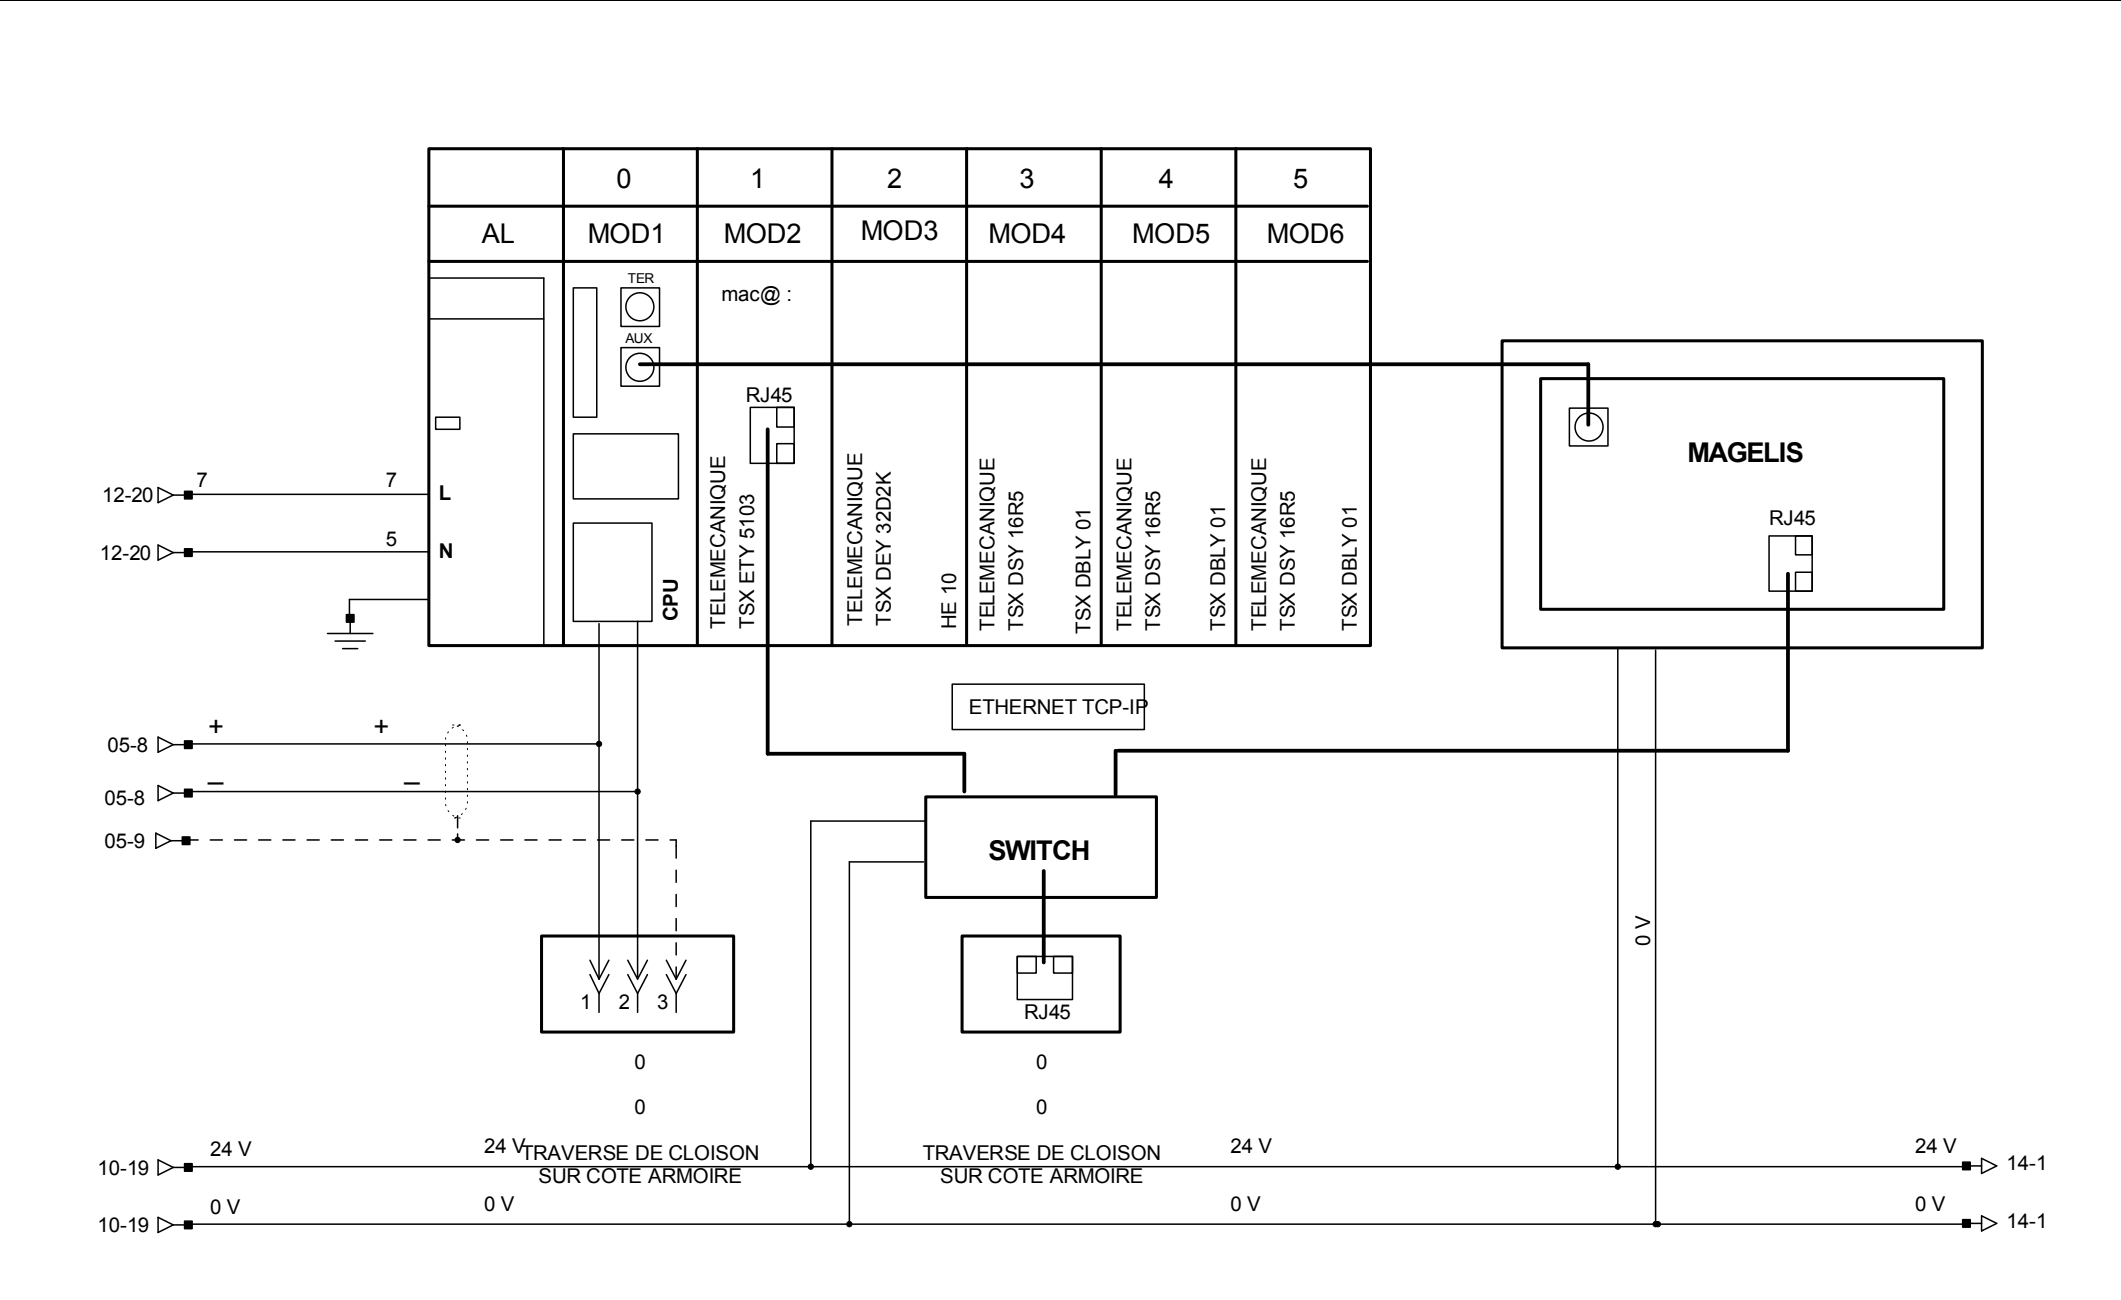 0 1 2 3 4 5
AL MOD1 MOD2 MOD3 MOD4 MOD5 MOD6
TER
mac@ :
AUX
RJ45
MAGELIS
RJ45
TELEMECANIQUE
TSX ETY 5103
TELEMECANIQUE
TSX DEY 32D2K
HE 10
TELEMECANIQUE
TSX DSY 16R5
TSX DBLY 01
TELEMECANIQUE
TSX DSY 16R5
TSX DBLY 01
TELEMECANIQUE
TSX DSY 16R5
TSX DBLY 01
CPU
12-20 7 7 L
12-20 5 N
ETHERNET TCP-IP
05-8 + +
05-8 – –
05-9
SWITCH
0 V
1 2 3
RJ45
0 0
0 0
TRAVERSE DE CLOISON
SUR COTE ARMOIRE
TRAVERSE DE CLOISON
SUR COTE ARMOIRE
10-19 24 V 24 V 24 V 24 V 14-1
10-19 0 V 0 V 0 V 0 V 14-1